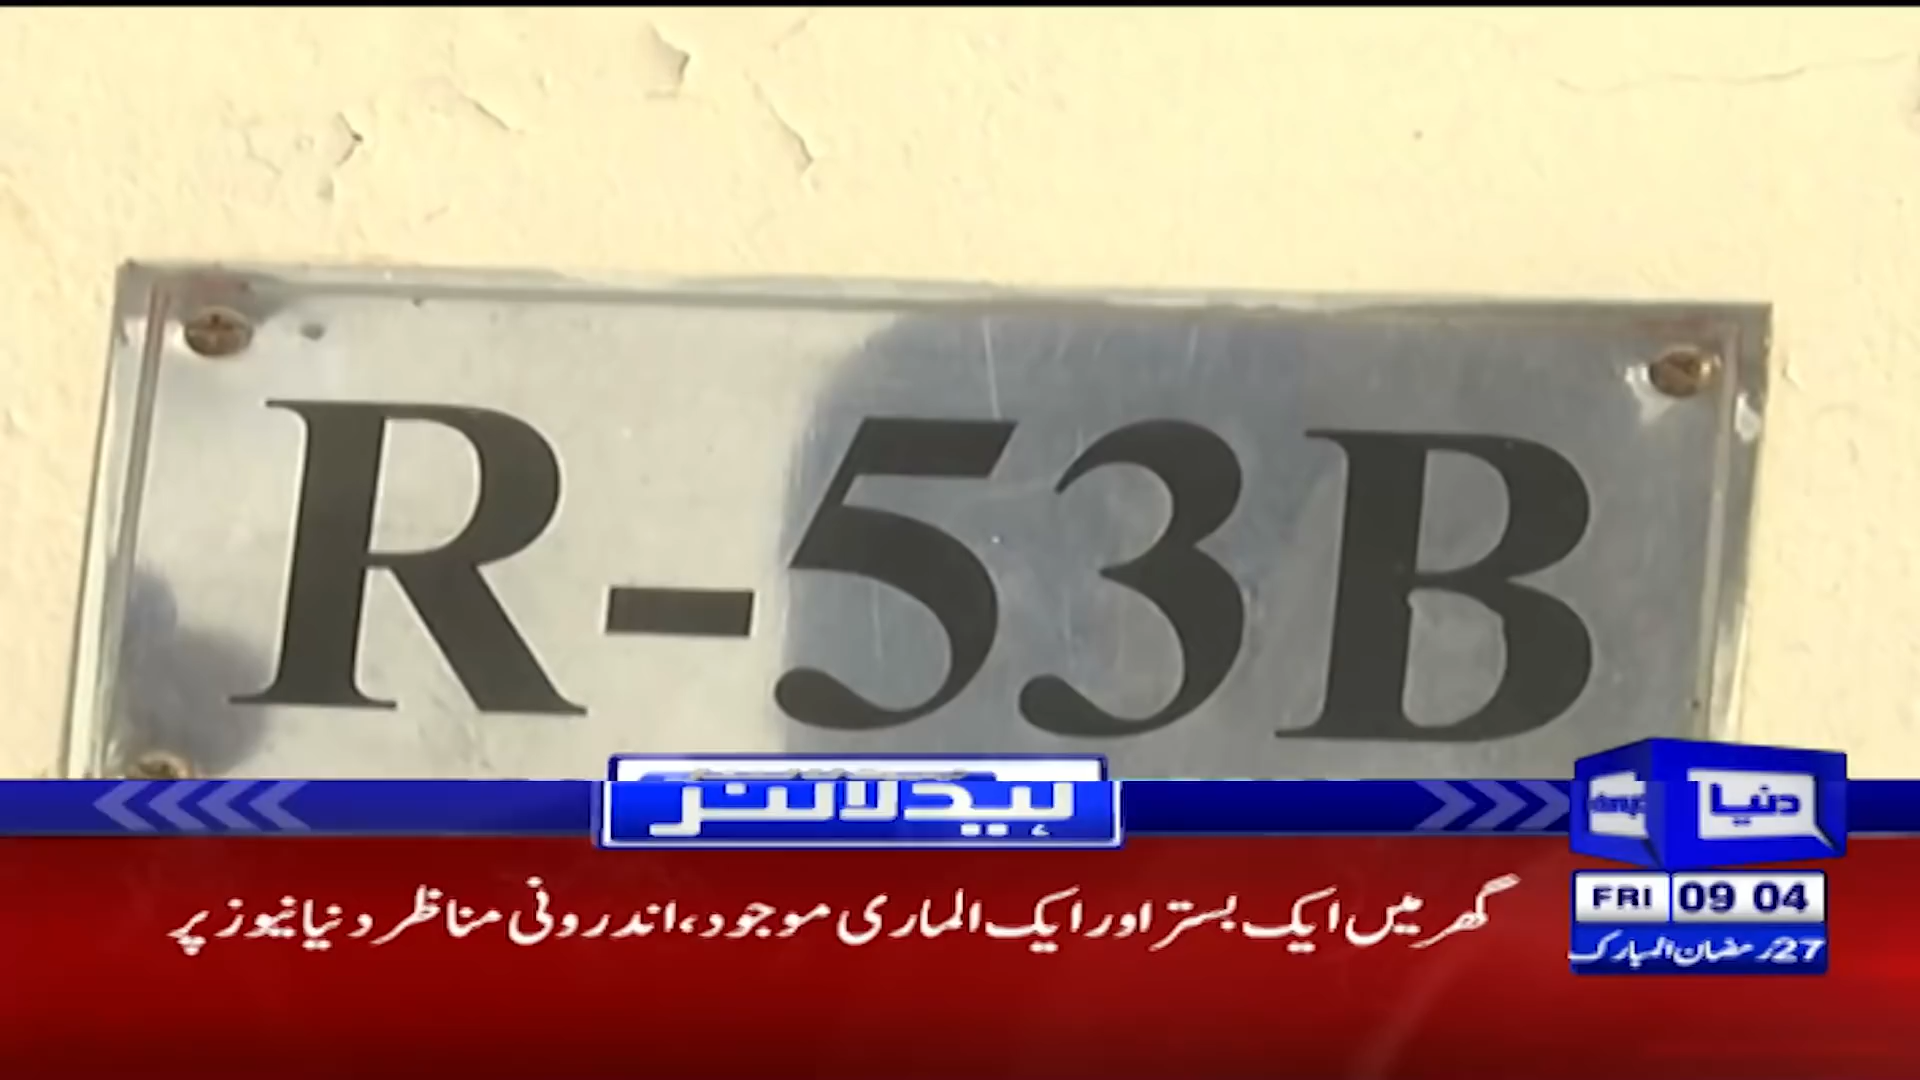 R-53B
ہیڈلائنز
دنیا
گھر میں ایک بستر اور ایک الماری موجود، اندرونی مناظر دنیا نیوز پر
FRI 09 04
27 رمضان المبارک